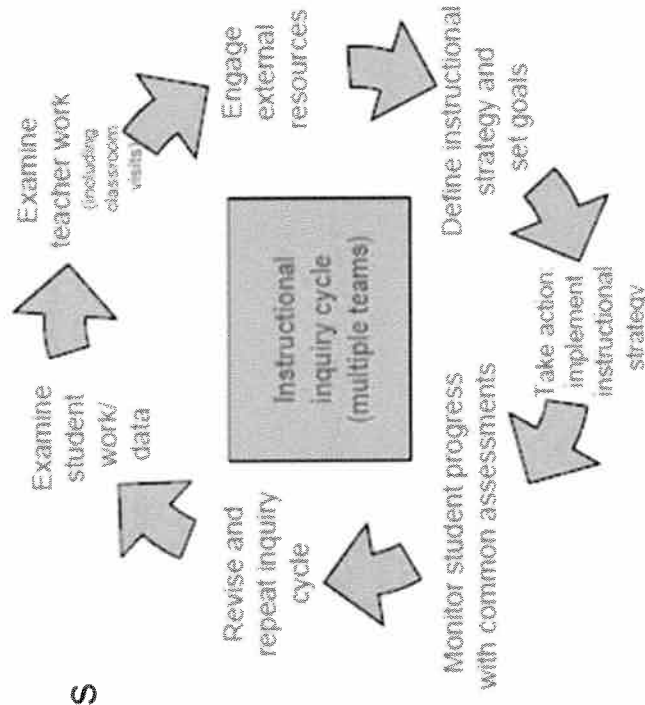 S
Examine
student
work/
data
Examine
teacher work
(including
classroom
visits)
Engage
external
resources
Define instructional
strategy and
set goals
Take action:
implement
instructional
strategy
Monitor student progress
with common assessments
Revise and
repeat inquiry
cycle
Instructional
inquiry cycle
(multiple teams)